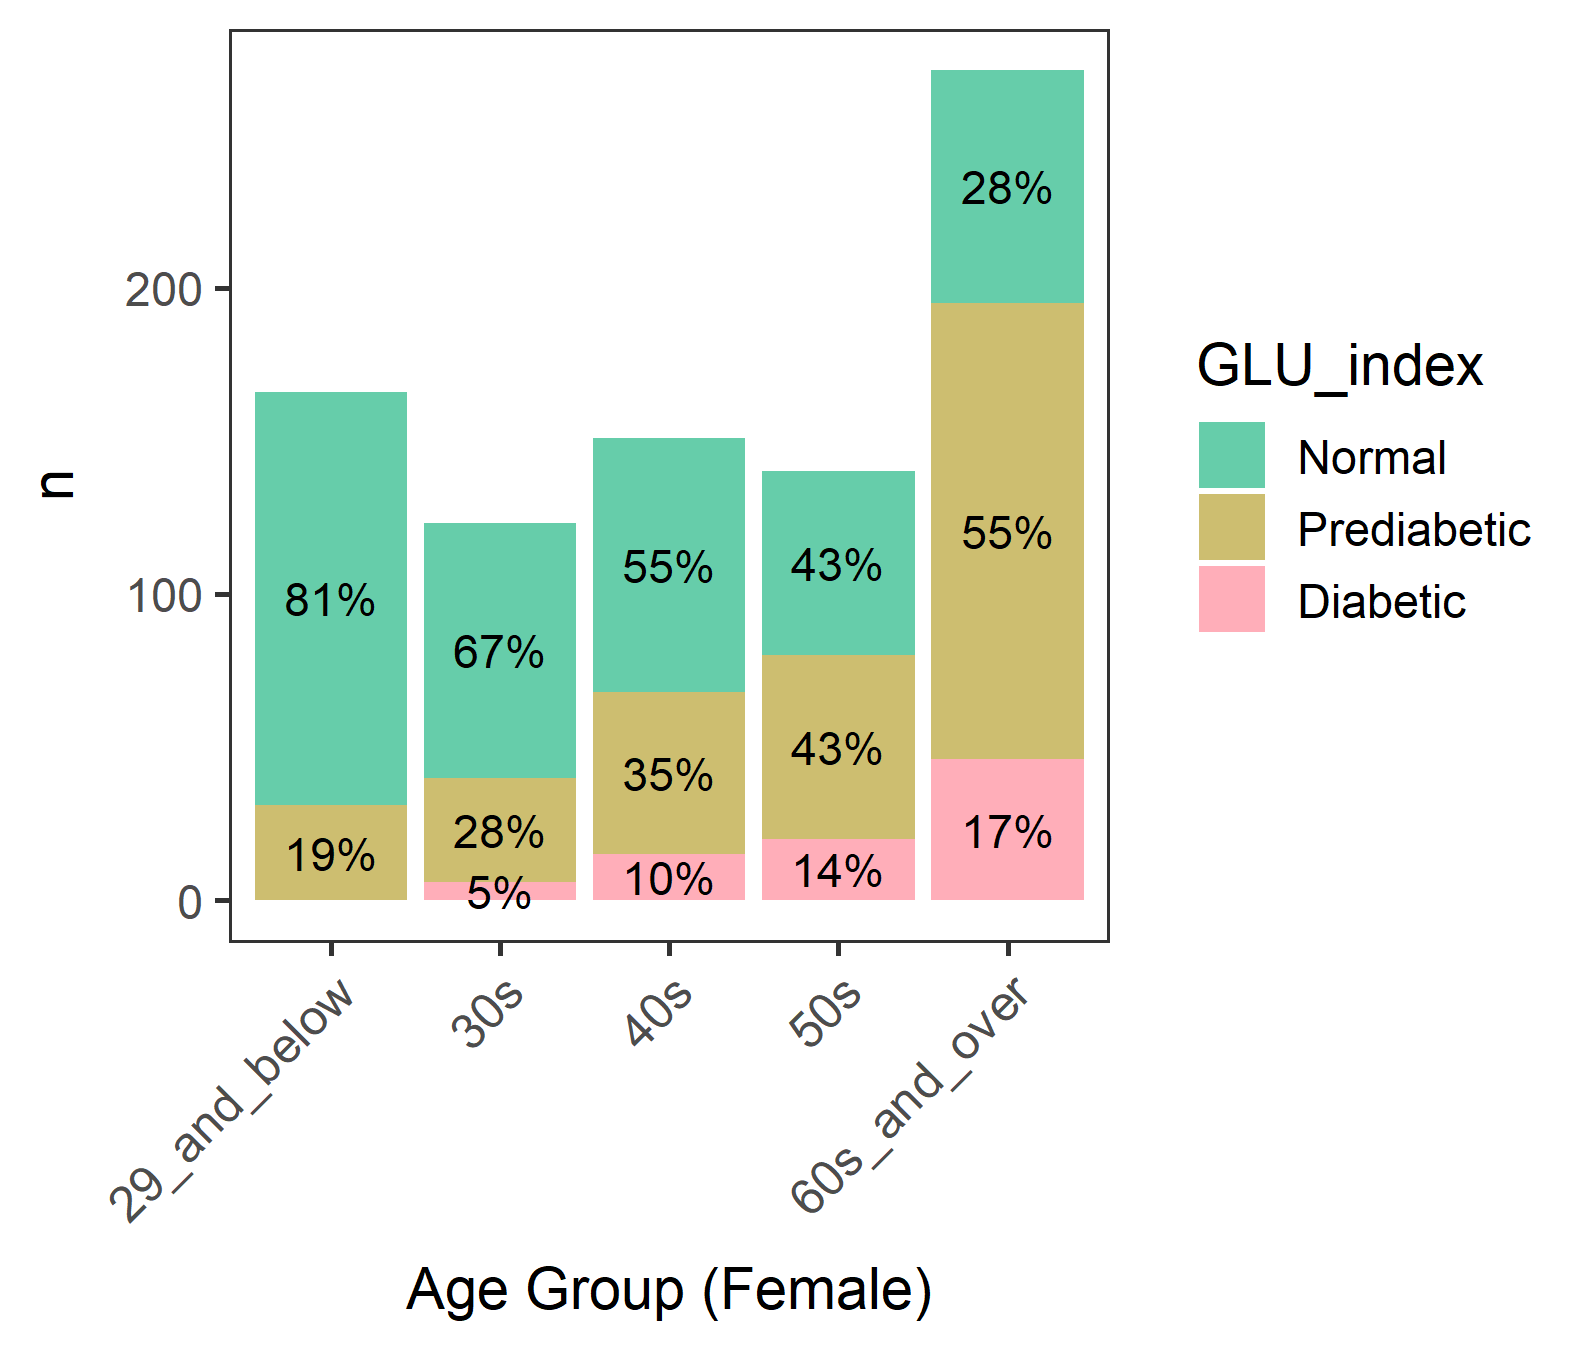 n
200
100
0
28%
55%
17%
81%
19%
67%
28%
5%
55%
35%
10%
43%
43%
14%
29_and_below
30s
40s
50s
60s_and_over
Age Group (Female)
GLU_index
Normal
Prediabetic
Diabetic